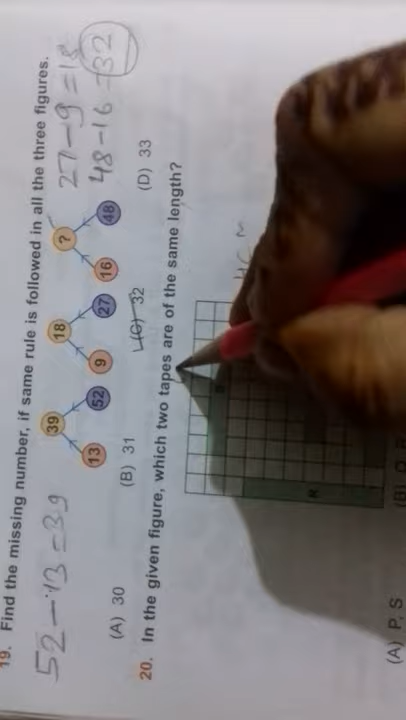 19. Find the missing number, if same rule is followed in all the three figures.
52-13=39
27-9=18
48-16=32
39 18 ?
13 52 9 27 16 48
(A) 30 (B) 31 (C) 32 (D) 33
20. In the given figure, which two tapes are of the same length?
R
(A) P, S (B)